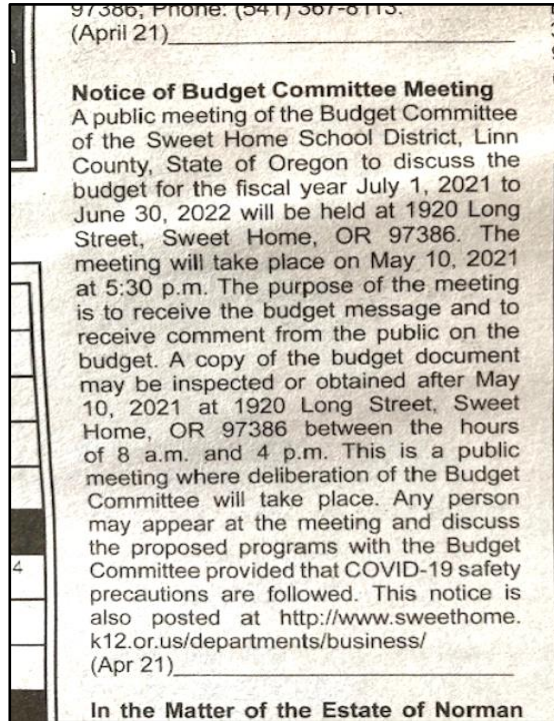 97386, Phone: (541) 367-8113.
(April 21)
Notice of Budget Committee Meeting
A public meeting of the Budget Committee
of the Sweet Home School District, Linn
County, State of Oregon to discuss the
budget for the fiscal year July 1, 2021 to
June 30, 2022 will be held at 1920 Long
Street, Sweet Home, OR 97386. The
meeting will take place on May 10, 2021
at 5:30 p.m. The purpose of the meeting
is to receive the budget message and to
receive comment from the public on the
budget. A copy of the budget document
may be inspected or obtained after May
10, 2021 at 1920 Long Street, Sweet
Home, OR 97386 between the hours
of 8 a.m. and 4 p.m. This is a public
meeting where deliberation of the Budget
Committee will take place. Any person
may appear at the meeting and discuss
the proposed programs with the Budget
Committee provided that COVID-19 safety
precautions are followed. This notice is
also posted at http://www.sweethome.
k12.or.us/departments/business/
(Apr 21)
In the Matter of the Estate of Norman
4